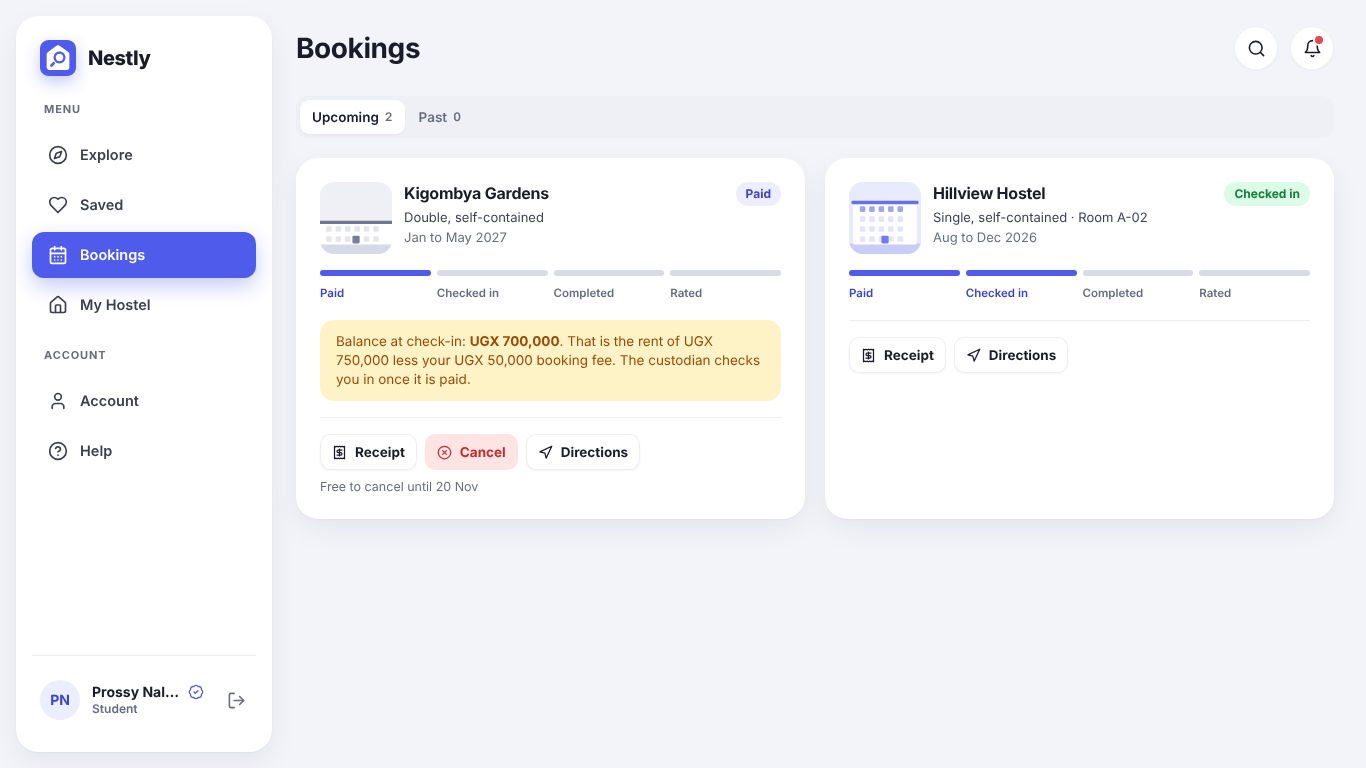 Nestly
MENU
Explore
Saved
Bookings
My Hostel
ACCOUNT
Account
Help
PN
Prossy Nal...
Student
Bookings
Upcoming 2
Past 0
Kigombya Gardens
Paid
Double, self-contained
Jan to May 2027
Paid
Checked in
Completed
Rated
Balance at check-in: UGX 700,000. That is the rent of UGX
750,000 less your UGX 50,000 booking fee. The custodian checks
you in once it is paid.
Receipt
Cancel
Directions
Free to cancel until 20 Nov
Hillview Hostel
Checked in
Single, self-contained · Room A-02
Aug to Dec 2026
Paid
Checked in
Completed
Rated
Receipt
Directions